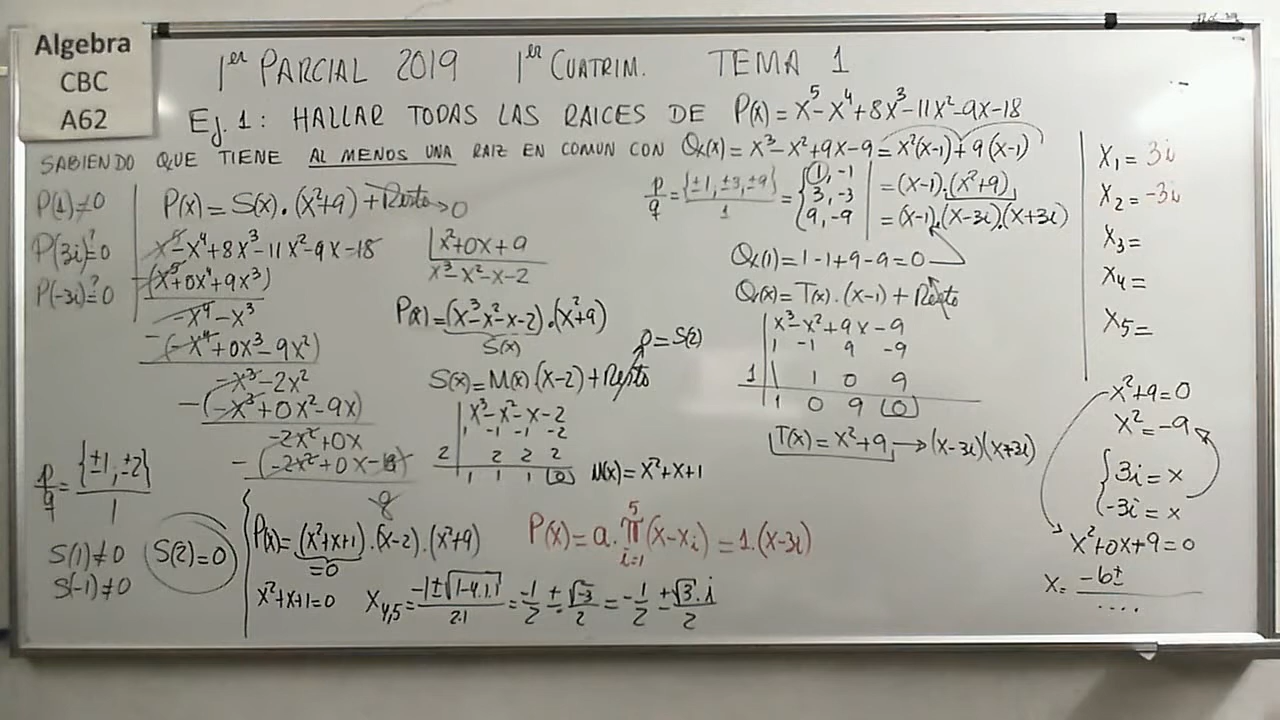 Algebra
CBC
A62
1er PARCIAL 2019 1er CUATRIM. TEMA 1
Ej. 1: HALLAR TODAS LAS RAICES DE P(x) = x⁵-x⁴+8x³-11x²-9x-18
SABIENDO QUE TIENE AL MENOS UNA RAIZ EN COMUN CON Q(x) = x³-x²+9x-9 = x²(x-1)+9(x-1)
P(1)≠0
P(3i)=0 ?
P(-3i)=0 ?
P(x) = S(x).(x²+9)+Resto→0
x⁵-x⁴+8x³-11x²-9x-18
x²+0x+9
-(x⁵+0x⁴+9x³)
x³-x²-x-2
-x⁴-x³
-(-x⁴+0x³-9x²)
-x³-2x²
-(-x³+0x²-9x)
-2x²+0x
-(-2x²+0x-18)
0
P(x)=(x³-x²-x-2).(x²+9)
S(x)
0=S(2)
S(x)=M(x).(x-2)+Resto
x³-x²-x-2
1 -1 -1 -2
2 2 2 2
1 1 1 0
M(x)=x²+x+1
p/q = {±1,±3,±9}/1 = { 1, -1
3, -3
9, -9
=(x-1).(x²+9)
=(x-1).(x-3i).(x+3i)
Q(1)=1-1+9-9=0
Q(x)=T(x).(x-1)+Resto
x³-x²+9x-9
1 -1 9 -9
1 1 0 9
1 0 9 0
T(x)=x²+9 → (x-3i)(x+3i)
x₁= 3i
x₂= -3i
x₃=
x₄=
x₅=
x²+9=0
x²=-9
{ 3i=x
-3i=x
x²+0x+9=0
x= -b±
....
p/q = {±1,±2}/1
S(1)≠0
S(-1)≠0
S(2)=0
P(x)=(x²+x+1).(x-2).(x²+9)
=0
P(x)=a.π⁵ᵢ₌₁(x-xᵢ)=1.(x-3i)
x²+x+1=0 x₄,₅= -1±√1-4.1.1 / 2.1 = -1/2 ± √-3/2 = -1/2 ± √3.i/2